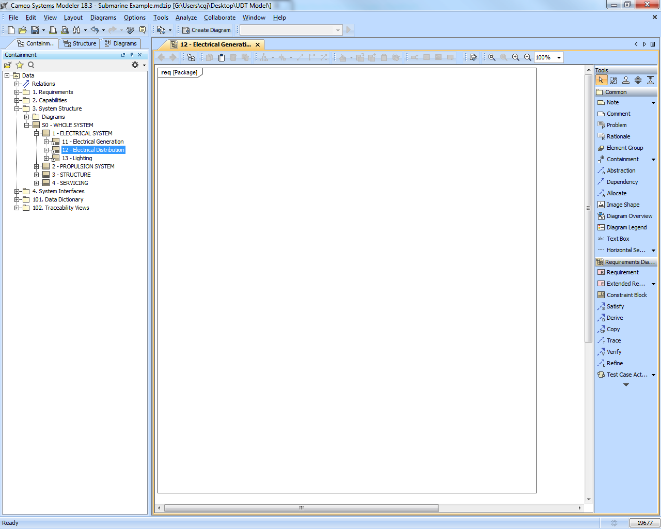 Cameo Systems Modeler 18.3 - Submarine Example.mdzip [G:\Users\cgj\Desktop\UDT Model\]
File Edit View Layout Diagrams Options Tools Analyze Collaborate Window Help
Create Diagram
Containm... Structure Diagrams
12 - Electrical Generati...
Containment
100%
Data
Relations
1. Requirements
2. Capabilities
3. System Structure
Diagrams
S0 - WHOLE SYSTEM
1 - ELECTRICAL SYSTEM
11 - Electrical Generation
12 - Electrical Distribution
13 - Lighting
2 - PROPULSION SYSTEM
3 - STRUCTURE
4 - SERVICING
4. System Interfaces
101. Data Dictionary
102. Traceability Views
req [Package]
Tools
Common
Note
Comment
Problem
Rationale
Element Group
Containment
Abstraction
Dependency
Allocate
Image Shape
Diagram Overview
Diagram Legend
Text Box
Horizontal Se...
Requirements Dia...
Requirement
Extended Re...
Constraint Block
Satisfy
Derive
Copy
Trace
Verify
Refine
Test Case Act...
Ready